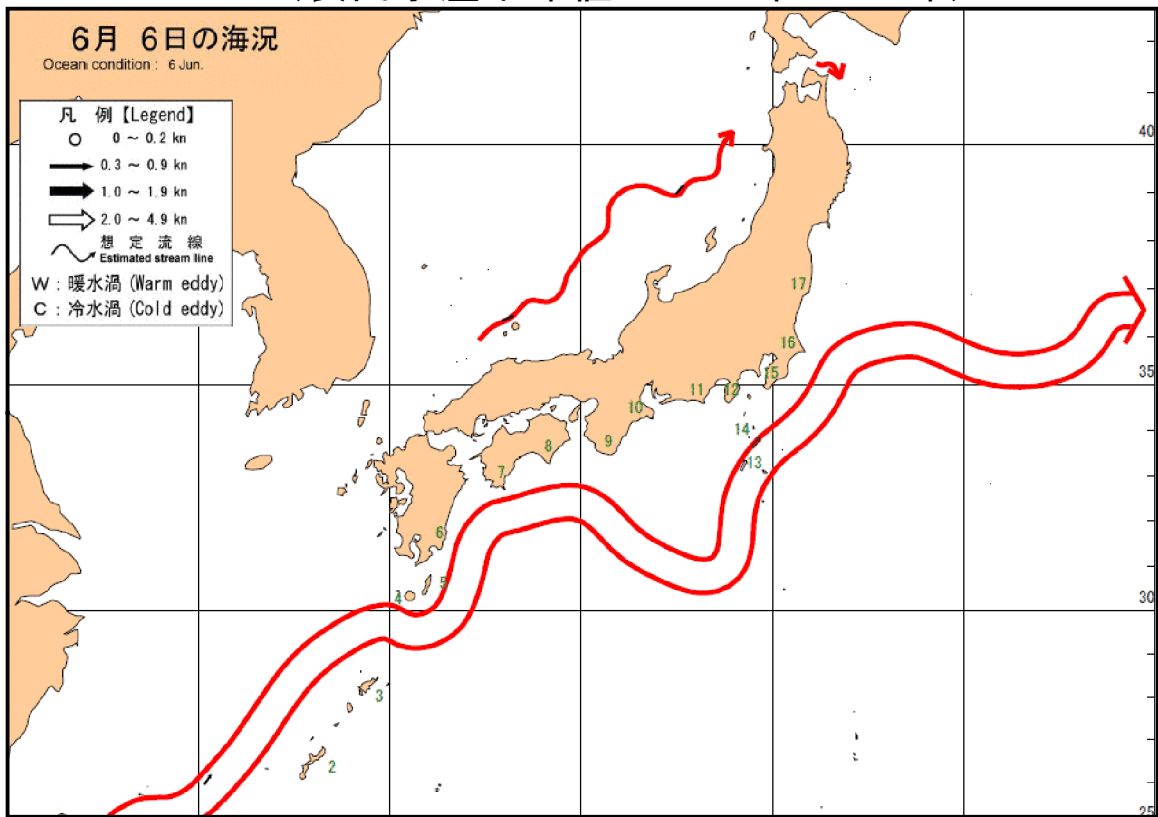 6月 6日の海況
Ocean condition : 6 Jun.
凡 例【Legend】
0 ~ 0.2 kn
0.3 ~ 0.9 kn
1.0 ~ 1.9 kn
2.0 ~ 4.9 kn
想 定 流 線
Estimated stream line
W : 暖水渦 (Warm eddy)
C : 冷水渦 (Cold eddy)
40
17
16
35
15
12
11
10
14
9
8
13
7
6
5
4
30
3
2
25